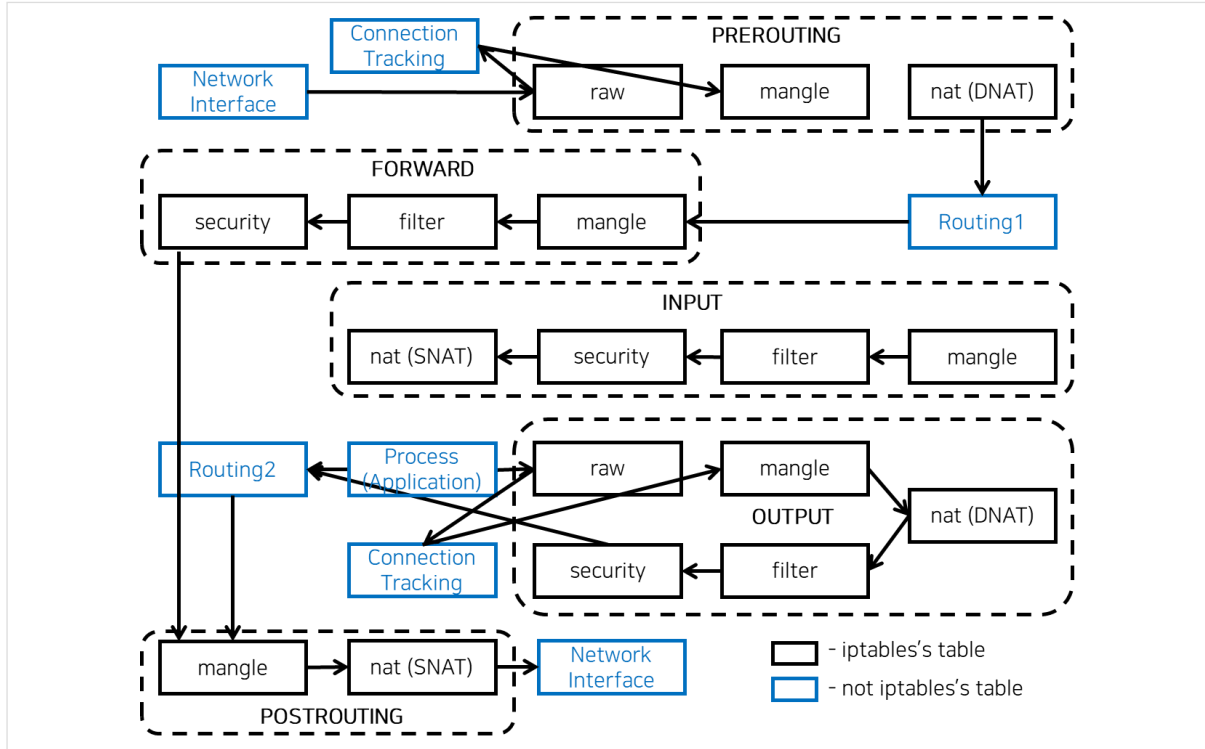 Connection
Tracking
PREROUTING
Network
Interface
raw
mangle
nat (DNAT)
FORWARD
security
filter
mangle
Routing1
INPUT
nat (SNAT)
security
filter
mangle
Routing2
Process
(Application)
raw
mangle
nat (DNAT)
OUTPUT
Connection
Tracking
security
filter
mangle
nat (SNAT)
Network
Interface
POSTROUTING
- iptables's table
- not iptables's table